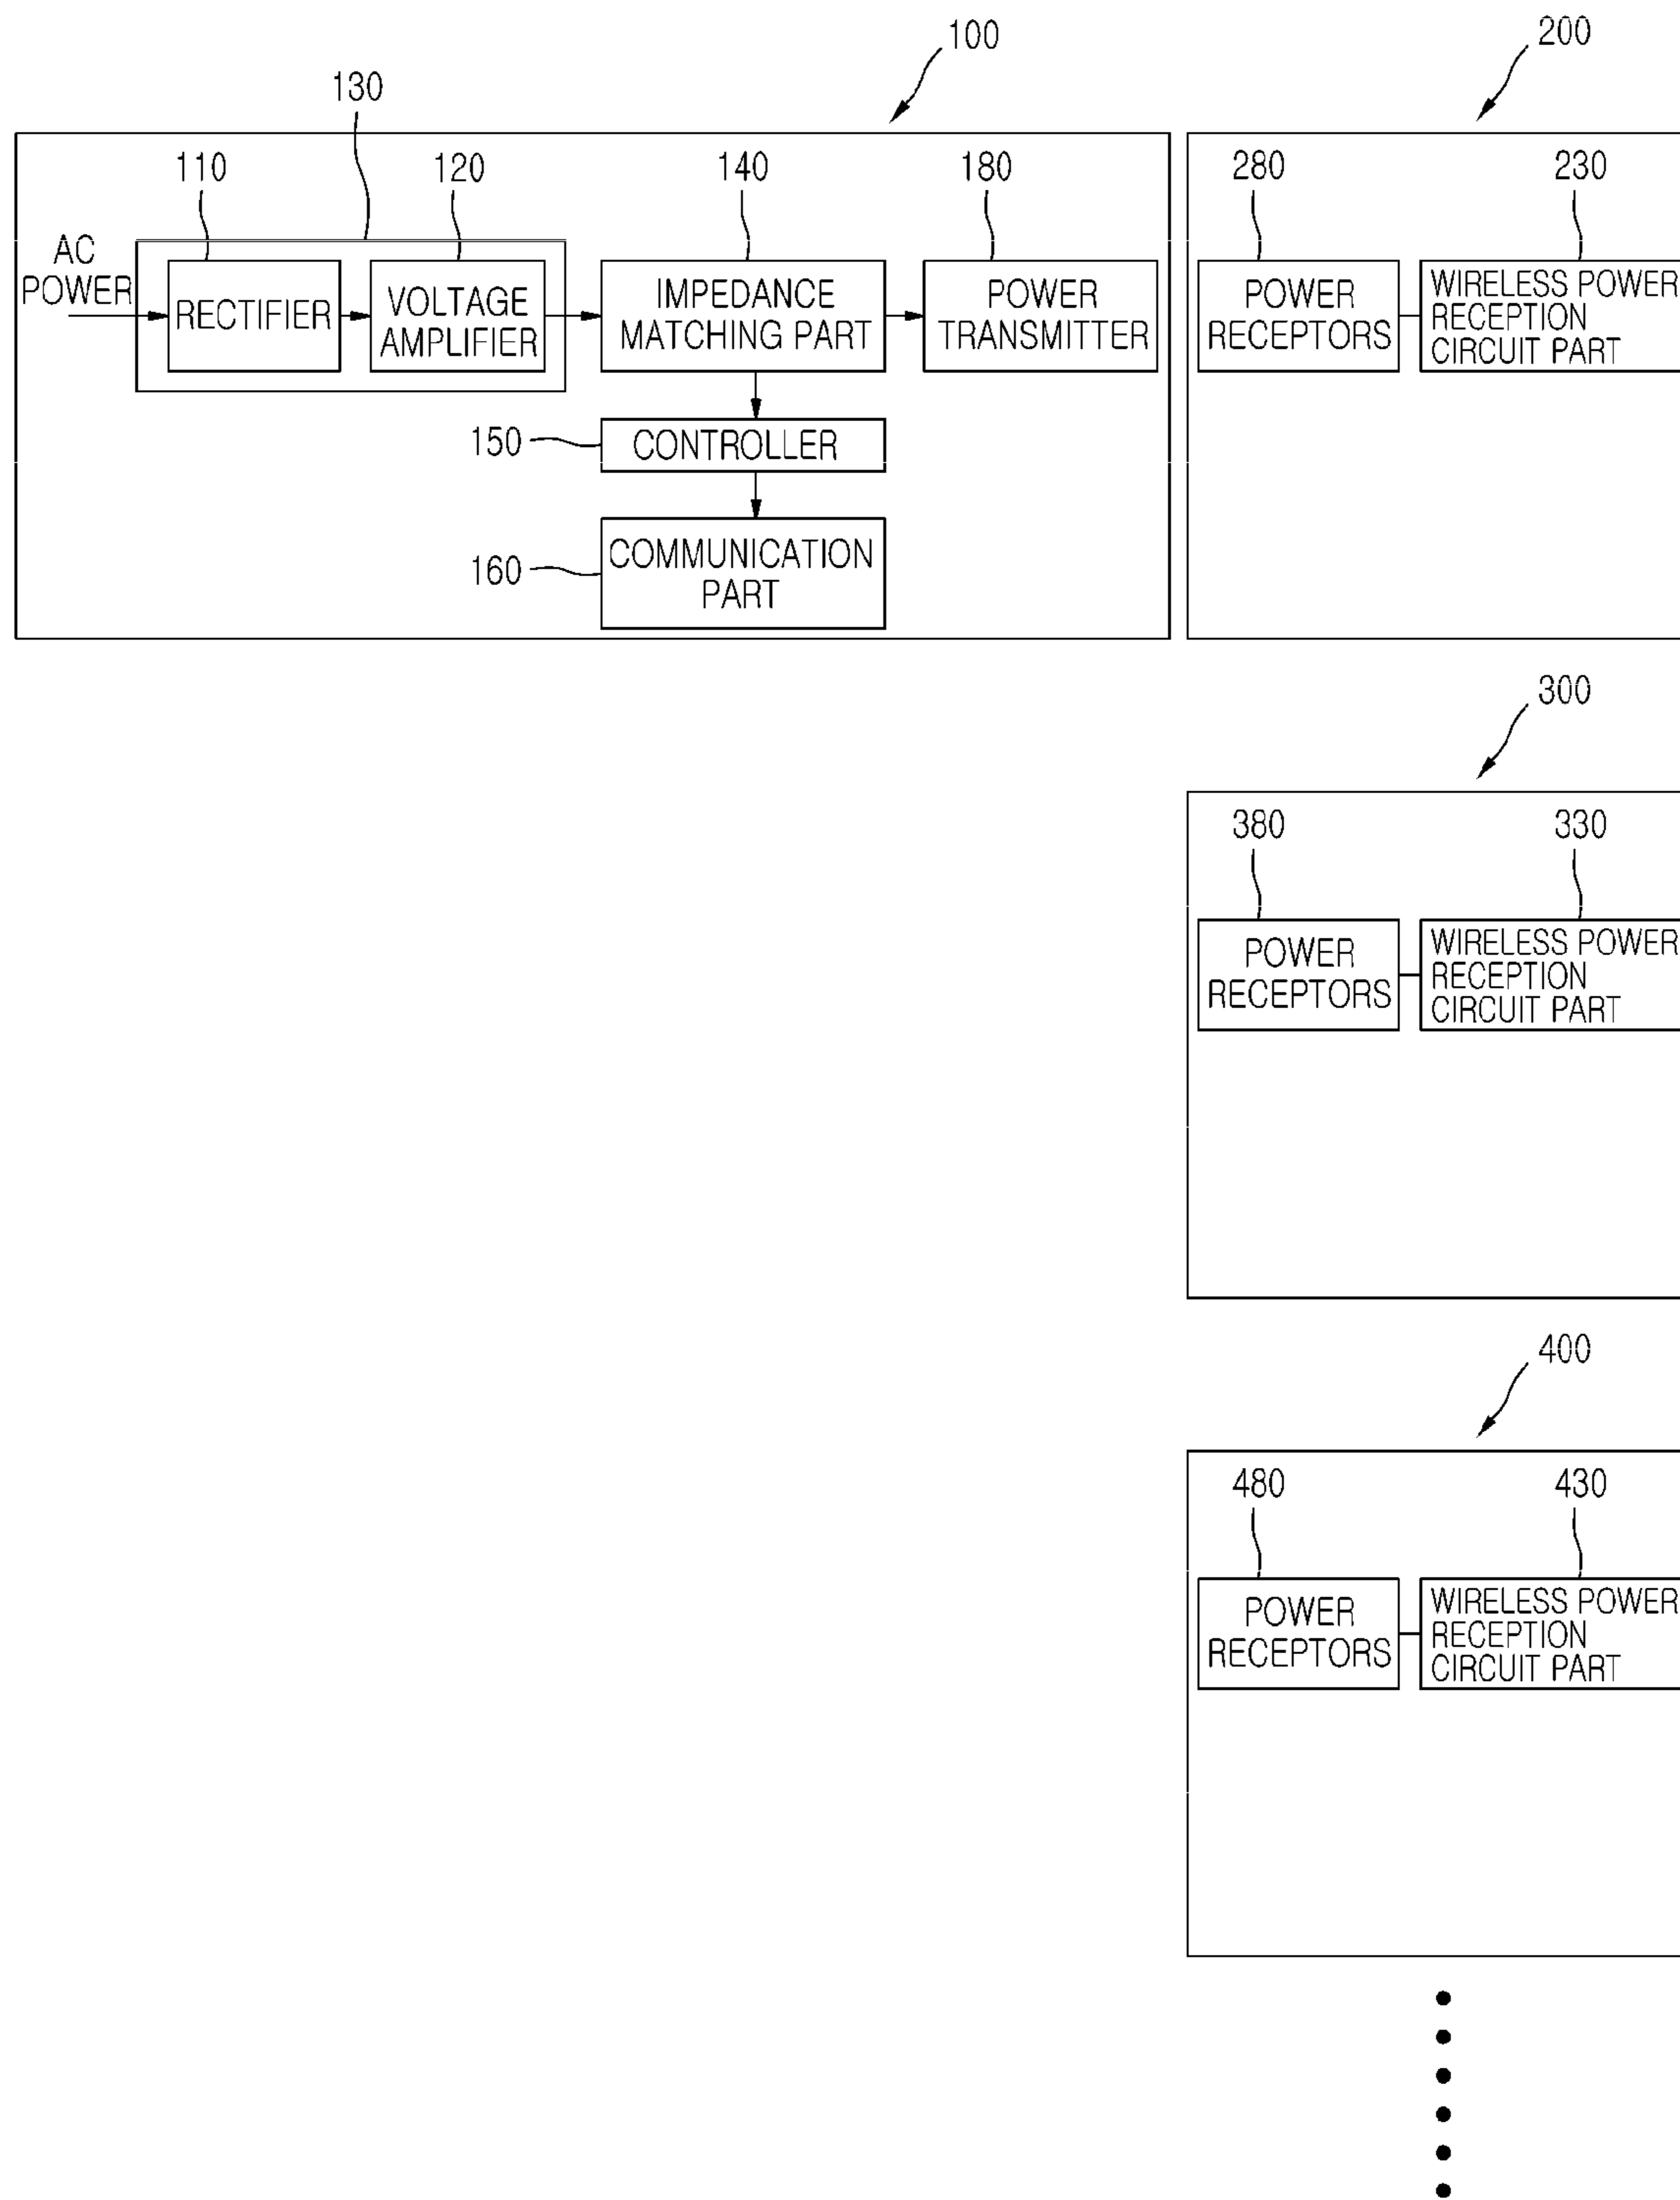 100
200
130
110
120
140
180
280
230
AC
POWER
RECTIFIER
VOLTAGE
AMPLIFIER
IMPEDANCE
MATCHING PART
POWER
TRANSMITTER
POWER
RECEPTORS
WIRELESS POWER
RECEPTION
CIRCUIT PART
150
CONTROLLER
160
COMMUNICATION
PART
300
380
330
POWER
RECEPTORS
WIRELESS POWER
RECEPTION
CIRCUIT PART
400
480
430
POWER
RECEPTORS
WIRELESS POWER
RECEPTION
CIRCUIT PART